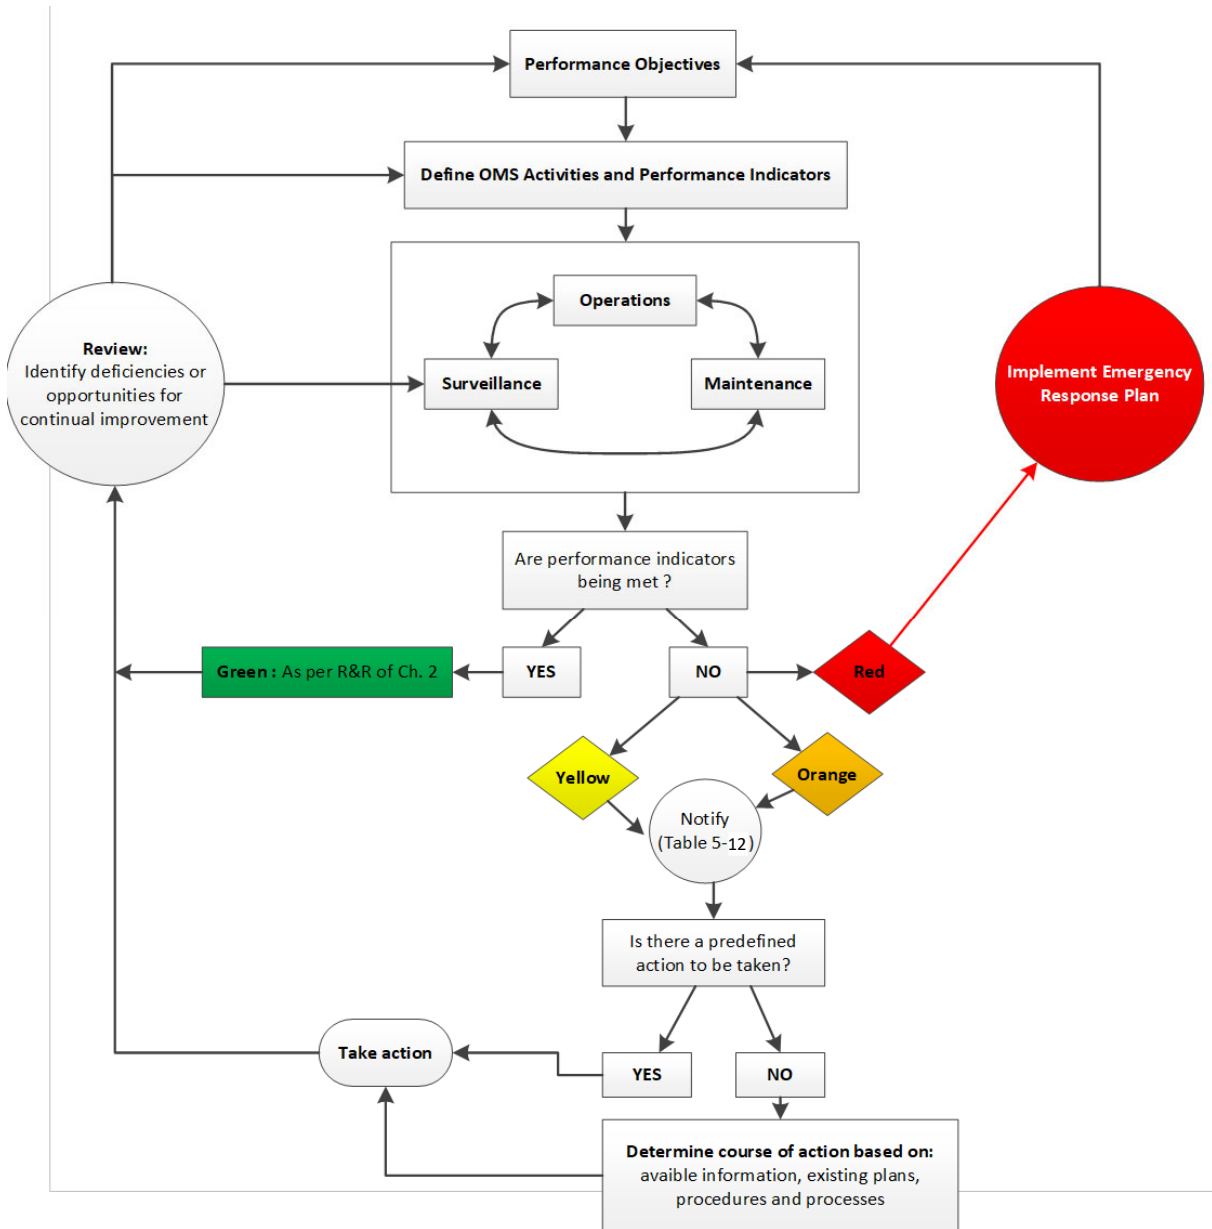 Performance Objectives
Define OMS Activities and Performance Indicators
Operations
Surveillance
Maintenance
Review:
Identify deficiencies or
opportunities for
continual improvement
Implement Emergency
Response Plan
Are performance indicators
being met ?
Green : As per R&R of Ch. 2
YES
NO
Red
Yellow
Orange
Notify
(Table 5-12)
Is there a predefined
action to be taken?
Take action
YES
NO
Determine course of action based on:
avaible information, existing plans,
procedures and processes